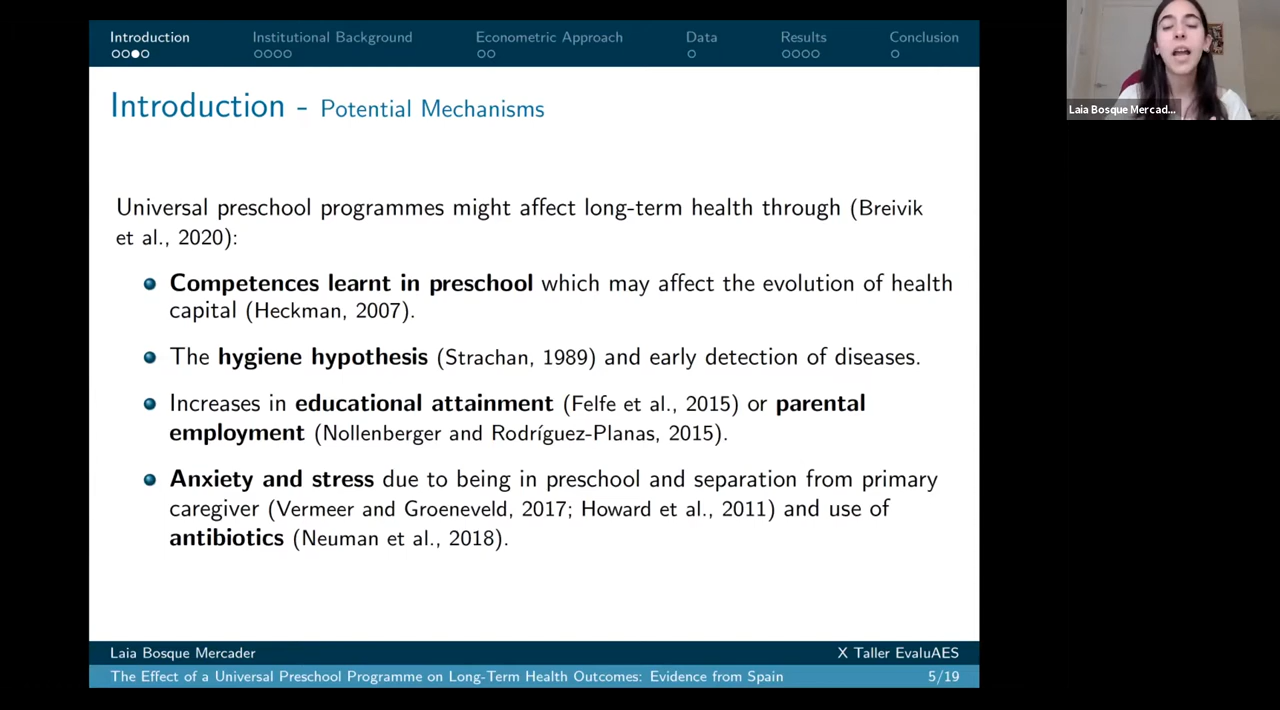 Introduction Institutional Background Econometric Approach Data Results Conclusion
Laia Bosque Mercad...
Introduction - Potential Mechanisms
Universal preschool programmes might affect long-term health through (Breivik
et al., 2020):
Competences learnt in preschool which may affect the evolution of health
capital (Heckman, 2007).
The hygiene hypothesis (Strachan, 1989) and early detection of diseases.
Increases in educational attainment (Felfe et al., 2015) or parental
employment (Nollenberger and Rodríguez-Planas, 2015).
Anxiety and stress due to being in preschool and separation from primary
caregiver (Vermeer and Groeneveld, 2017; Howard et al., 2011) and use of
antibiotics (Neuman et al., 2018).
Laia Bosque Mercader X Taller EvaluAES
The Effect of a Universal Preschool Programme on Long-Term Health Outcomes: Evidence from Spain 5/19